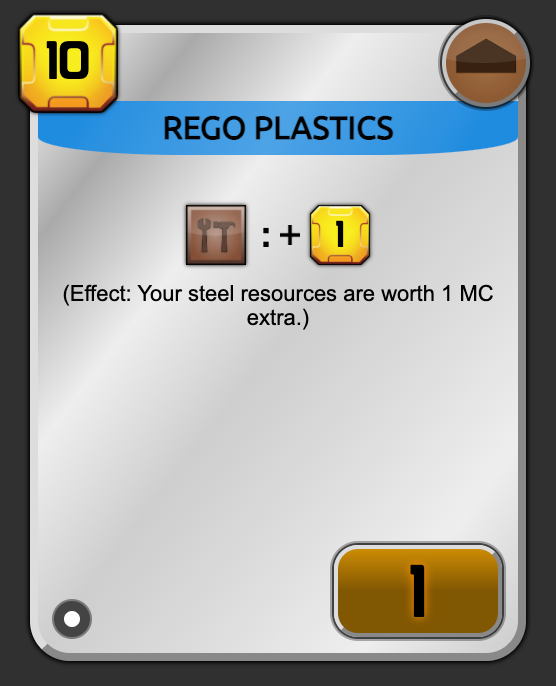 10
REGO PLASTICS
: + 1
(Effect: Your steel resources are worth 1 MC
extra.)
1